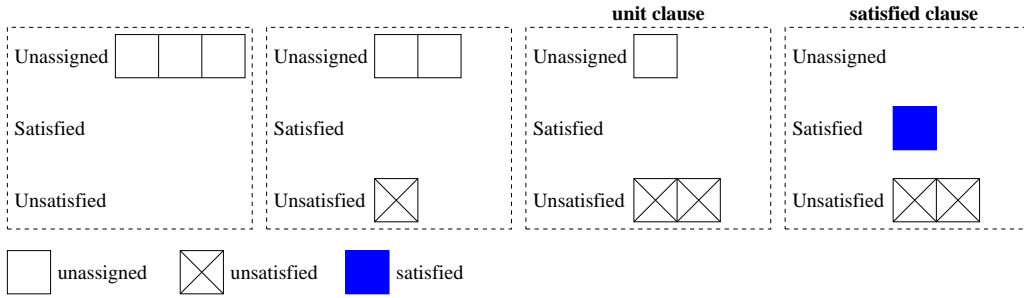 unit clause
satisfied clause
Unassigned
Satisfied
Unsatisfied
Unassigned
Satisfied
Unsatisfied
Unassigned
Satisfied
Unsatisfied
Unassigned
Satisfied
Unsatisfied
unassigned
unsatisfied
satisfied